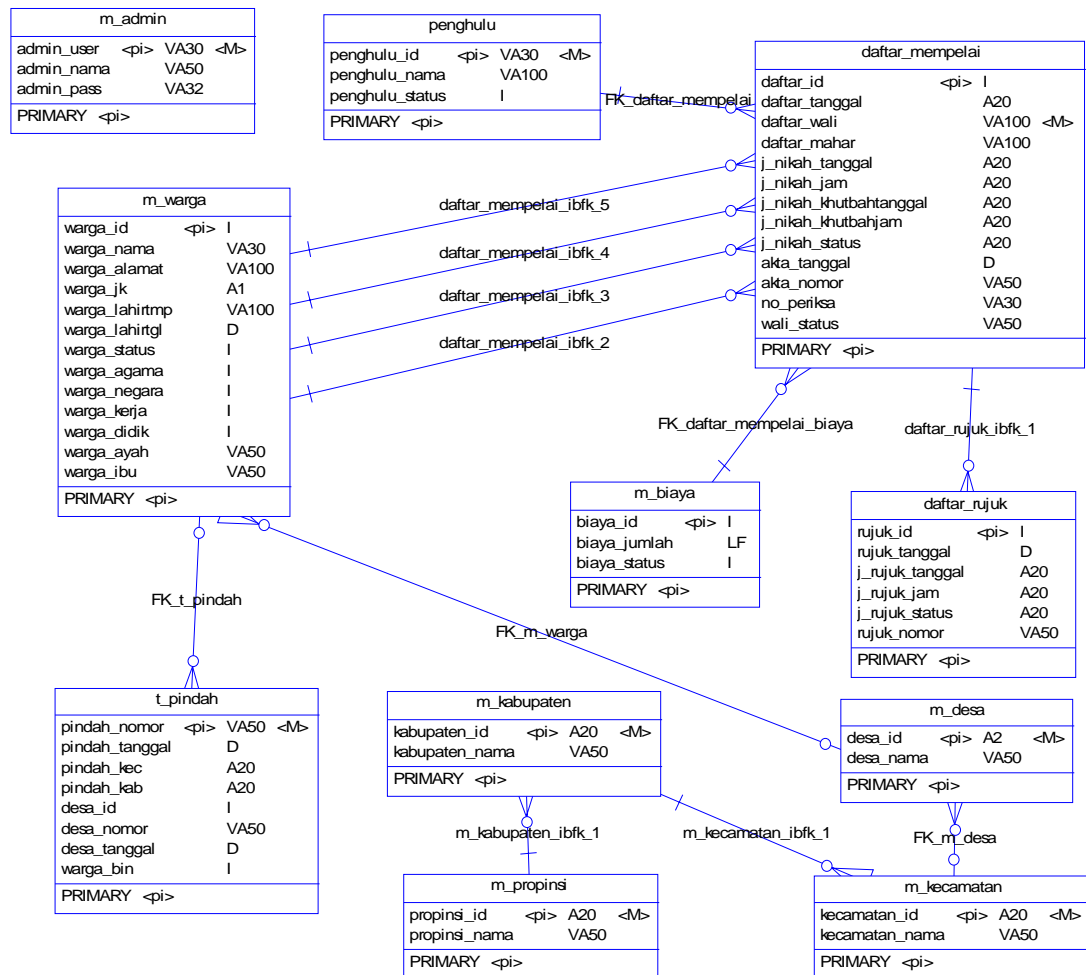 m_admin
admin_user <pi> VA30 <M>
admin_nama VA50
admin_pass VA32
PRIMARY <pi>
penghulu
penghulu_id <pi> VA30 <M>
penghulu_nama VA100
penghulu_status I
PRIMARY <pi>
FK_daftar_mempelai
daftar_mempelai
daftar_id <pi> I
daftar_tanggal A20
daftar_wali VA100 <M>
daftar_mahar VA100
j_nikah_tanggal A20
j_nikah_jam A20
j_nikah_khutbahtanggal A20
j_nikah_khutbahjam A20
j_nikah_status A20
akta_tanggal D
akta_nomor VA50
no_periksa VA30
wali_status VA50
PRIMARY <pi>
m_warga
warga_id <pi> I
warga_nama VA30
warga_alamat VA100
warga_jk A1
warga_lahirtmp VA100
warga_lahirtgl D
warga_status I
warga_agama I
warga_negara I
warga_kerja I
warga_didik I
warga_ayah VA50
warga_ibu VA50
PRIMARY <pi>
daftar_mempelai_ibfk_5
daftar_mempelai_ibfk_4
daftar_mempelai_ibfk_3
daftar_mempelai_ibfk_2
FK_daftar_mempelai_biaya
daftar_rujuk_ibfk_1
m_biaya
biaya_id <pi> I
biaya_jumlah LF
biaya_status I
PRIMARY <pi>
daftar_rujuk
rujuk_id <pi> I
rujuk_tanggal D
j_rujuk_tanggal A20
j_rujuk_jam A20
j_rujuk_status A20
rujuk_nomor VA50
PRIMARY <pi>
FK_t_pindah
FK_m_warga
t_pindah
pindah_nomor <pi> VA50 <M>
pindah_tanggal D
pindah_kec A20
pindah_kab A20
desa_id I
desa_nomor VA50
desa_tanggal D
warga_bin I
PRIMARY <pi>
m_kabupaten
kabupaten_id <pi> A20 <M>
kabupaten_nama VA50
PRIMARY <pi>
m_desa
desa_id <pi> A2 <M>
desa_nama VA50
PRIMARY <pi>
m_kabupaten_ibfk_1
m_kecamatan_ibfk_1
FK_m_desa
m_propinsi
propinsi_id <pi> A20 <M>
propinsi_nama VA50
PRIMARY <pi>
m_kecamatan
kecamatan_id <pi> A20 <M>
kecamatan_nama VA50
PRIMARY <pi>